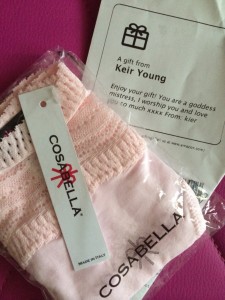 A gift from
Keir Young
Enjoy your gift! You are a goddess
mistress, I worship you and love
you so much xxxx From. kier
COSABELLA
MADE IN ITALY
COSABELLA